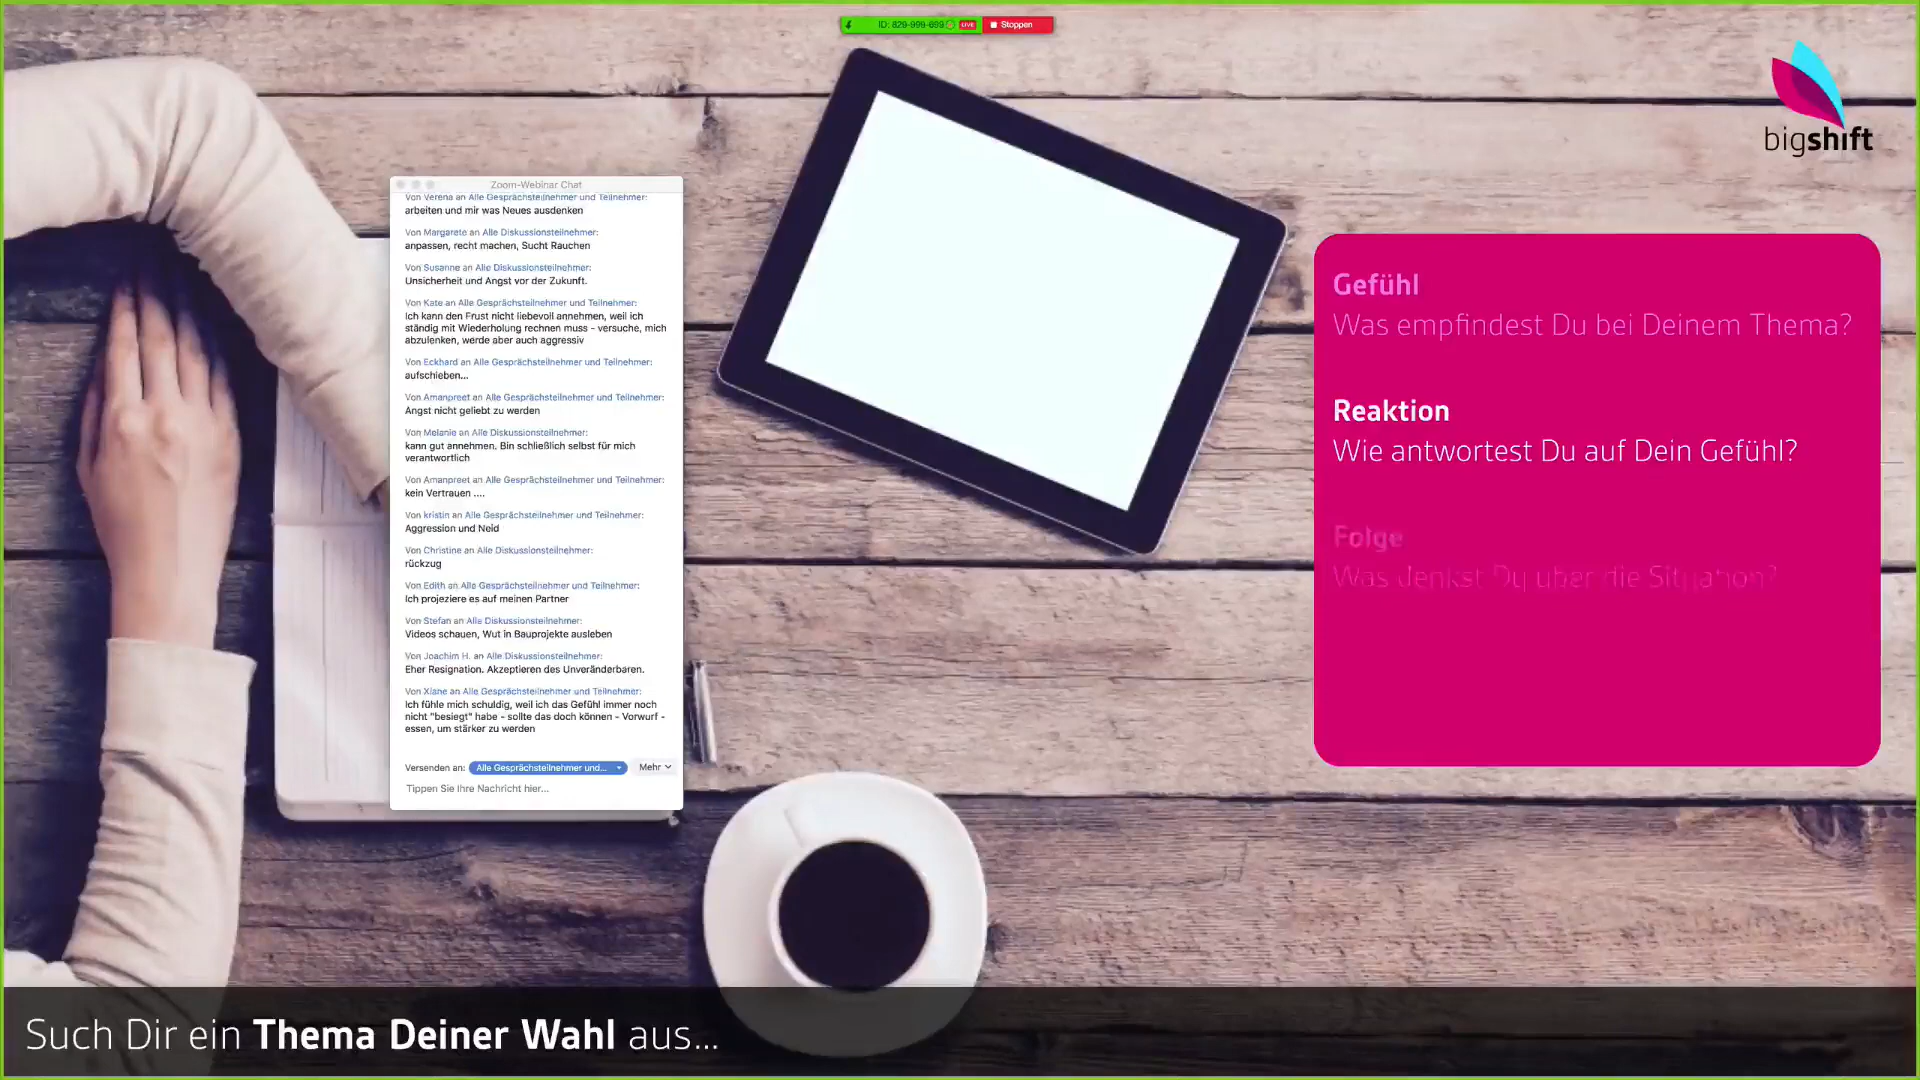 ID: 829-999-699 LIVE Stoppen
bigshift
Zoom-Webinar Chat
Von Verena an Alle Gesprächsteilnehmer und Teilnehmer:
arbeiten und mir was Neues ausdenken
Von Margarete an Alle Diskussionsteilnehmer:
anpassen, recht machen, Sucht Rauchen
Von Susanne an Alle Diskussionsteilnehmer:
Unsicherheit und Angst vor der Zukunft.
Von Kate an Alle Gesprächsteilnehmer und Teilnehmer:
Ich kann den Frust nicht liebevoll annehmen, weil ich
ständig mit Wiederholung rechnen muss - versuche, mich
abzulenken, werde aber auch aggressiv
Von Eckhard an Alle Gesprächsteilnehmer und Teilnehmer:
aufschieben...
Von Amanpreet an Alle Gesprächsteilnehmer und Teilnehmer:
Angst nicht geliebt zu werden
Von Melanie an Alle Diskussionsteilnehmer:
kann gut annehmen. Bin schließlich selbst für mich
verantwortlich
Von Amanpreet an Alle Gesprächsteilnehmer und Teilnehmer:
kein Vertrauen ....
Von kristin an Alle Gesprächsteilnehmer und Teilnehmer:
Aggression und Neid
Von Christine an Alle Diskussionsteilnehmer:
rückzug
Von Edith an Alle Gesprächsteilnehmer und Teilnehmer:
Ich projeziere es auf meinen Partner
Von Stefan an Alle Diskussionsteilnehmer:
Videos schauen, Wut in Bauprojekte ausleben
Von Joachim H. an Alle Diskussionsteilnehmer:
Eher Resignation. Akzeptieren des Unveränderbaren.
Von Xiane an Alle Gesprächsteilnehmer und Teilnehmer:
Ich fühle mich schuldig, weil ich das Gefühl immer noch
nicht "besiegt" habe - sollte das doch können - Vorwurf -
essen, um stärker zu werden
Versenden an: Alle Gesprächsteilnehmer und... Mehr
Tippen Sie Ihre Nachricht hier...
Gefühl
Was empfindest Du bei Deinem Thema?
Reaktion
Wie antwortest Du auf Dein Gefühl?
Folge
Was denkst Du über die Situation?
Such Dir ein Thema Deiner Wahl aus...